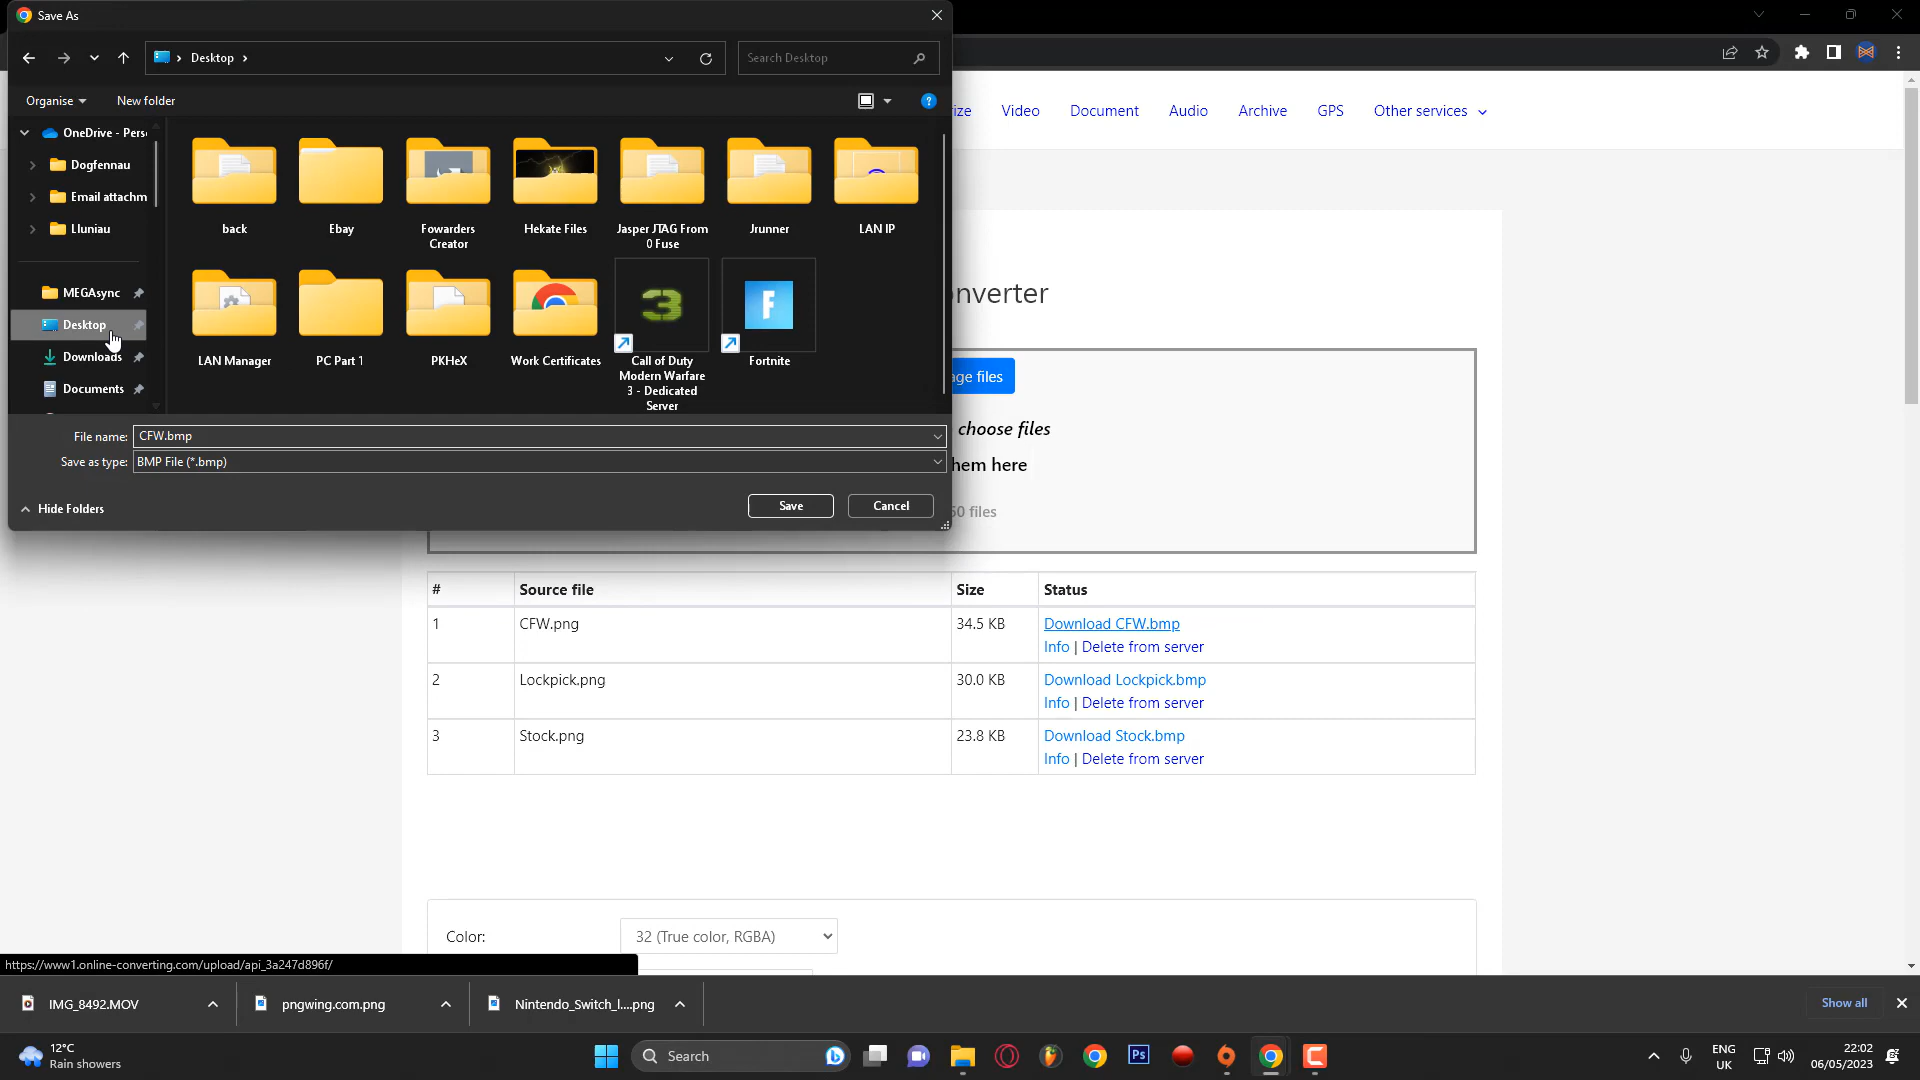 Save As
Desktop
Search Desktop
Organise
New folder
OneDrive - Pers
Dogfennau
Email attachm
Lluniau
MEGAsync
Desktop
Downloads
Documents
back
Ebay
Fowarders
Creator
Hekate Files
Jasper JTAG From
0 Fuse
Jrunner
LAN IP
LAN Manager
PC Part 1
PKHeX
Work Certificates
3
Call of Duty
Modern Warfare
3 - Dedicated
Server
F
Fortnite
File name: CFW.bmp
Save as type: BMP File (*.bmp)
Hide Folders
Save
Cancel
ize
Video
Document
Audio
Archive
GPS
Other services
nverter
age files
choose files
hem here
50 files
# Source file Size Status
1 CFW.png 34.5 KB Download CFW.bmp
Info | Delete from server
2 Lockpick.png 30.0 KB Download Lockpick.bmp
Info | Delete from server
3 Stock.png 23.8 KB Download Stock.bmp
Info | Delete from server
Color: 32 (True color, RGBA)
https://www1.online-converting.com/upload/api_3a247d896f/
IMG_8492.MOV
pngwing.com.png
Nintendo_Switch_l....png
Show all
12°C
Rain showers
Search
Ps
ENG
UK
22:02
06/05/2023